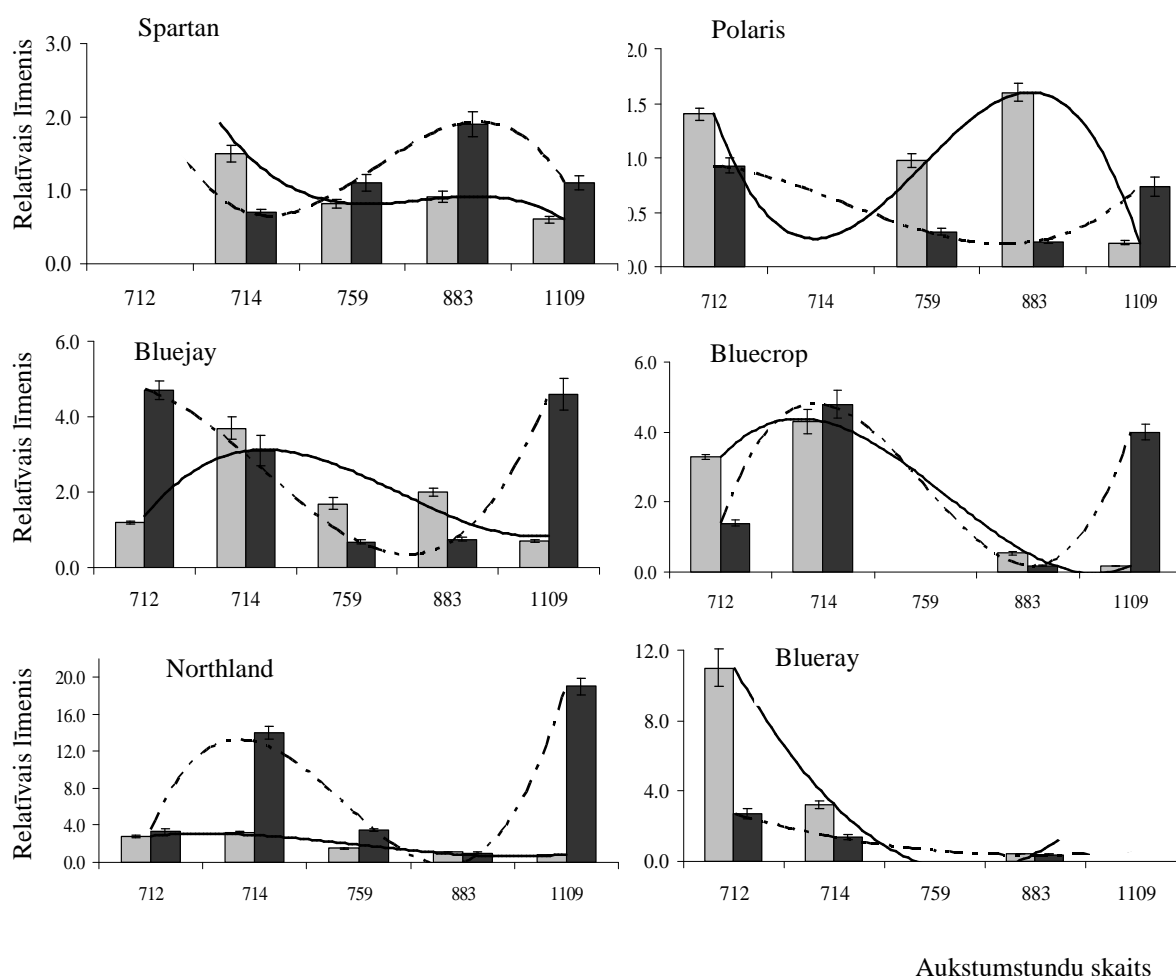 Spartan
Relatīvais līmenis
3.0
2.0
1.0
0.0
712 714 759 883 1109
Polaris
2.0
1.5
1.0
0.5
0.0
712 714 759 883 1109
Bluejay
Relatīvais līmenis
6.0
4.0
2.0
0.0
712 714 759 883 1109
Bluecrop
6.0
4.0
2.0
0.0
712 714 759 883 1109
Northland
Relatīvais līmenis
20.0
16.0
12.0
8.0
4.0
0.0
712 714 759 883 1109
Blueray
12.0
8.0
4.0
0.0
712 714 759 883 1109
Aukstumstundu skaits